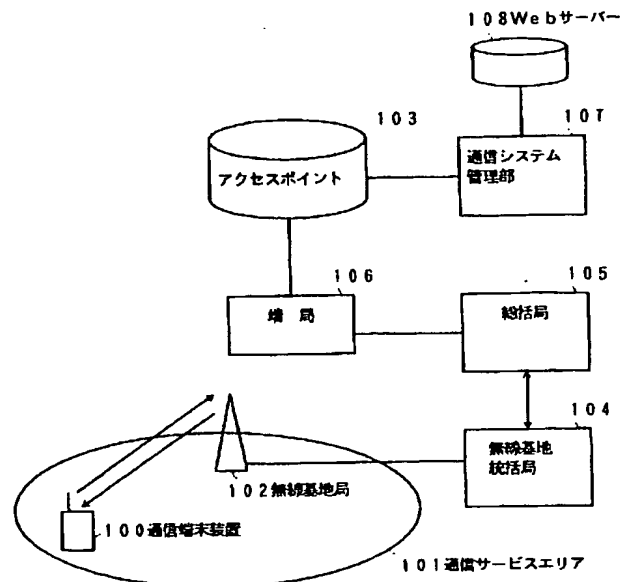 108Webサーバー
103
107
アクセスポイント
通信システム
管理部
106
105
端 局
総括局
104
無線基地
統括局
102無線基地局
100通信端末装置
101通信サービスエリア